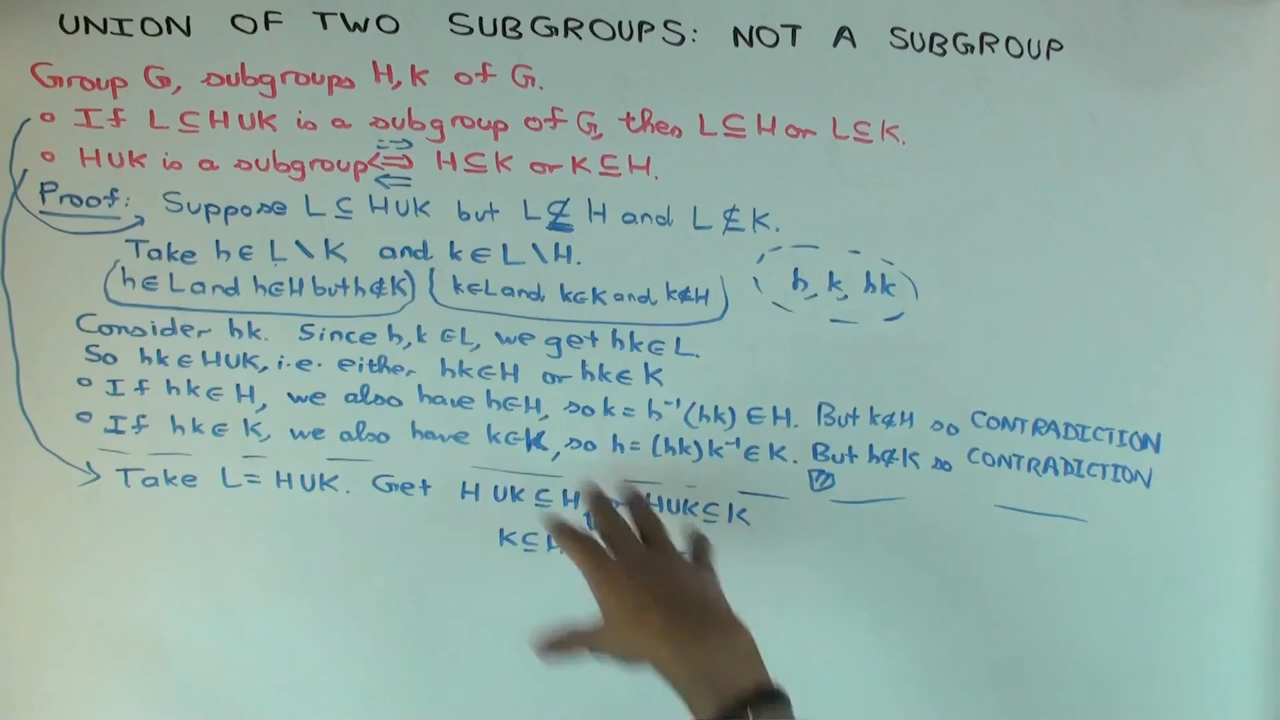 UNION OF TWO SUBGROUPS: NOT A SUBGROUP
Group G, subgroups H, K of G.
• If L ⊆ H∪K is a subgroup of G, then L⊆H or L⊆K.
• H∪K is a subgroup ⇔ H⊆K or K⊆H.
⇒
⇐
Proof: Suppose L ⊆ H∪K but L⊈H and L⊈K.
Take h∈L\K and k∈L\H.
(h∈L and h∈H but h∉K) (k∈L and k∈K and k∉H)
h, k, hk
Consider hk. Since h,k ∈L, we get hk∈L.
So hk∈H∪K, i.e. either hk∈H or hk∈K
• If hk∈H, we also have h∈H, so k = h⁻¹(hk) ∈H. But k∉H so CONTRADICTION
• If hk∈K, we also have k∈K, so h = (hk)k⁻¹∈K. But h∉K so CONTRADICTION
Take L = H∪K. Get H∪K⊆H H∪K⊆K
K⊆H